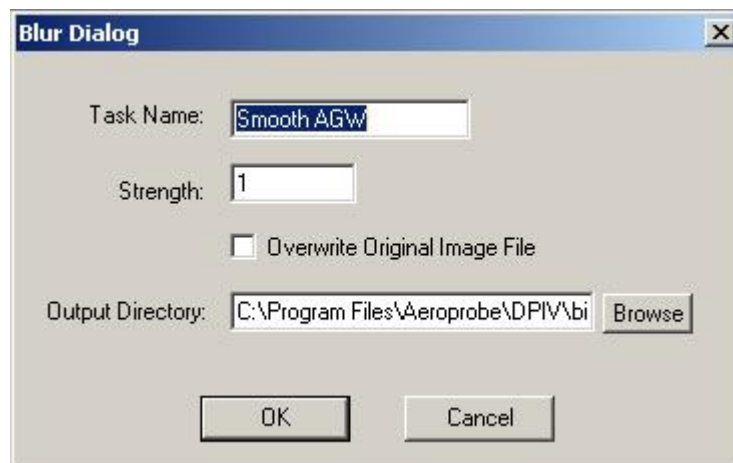 Blur Dialog
Task Name: Smooth AGW
Strength: 1
Overwrite Original Image File
Output Directory: C:\Program Files\Aeroprobe\DPIV\bi Browse
OK Cancel